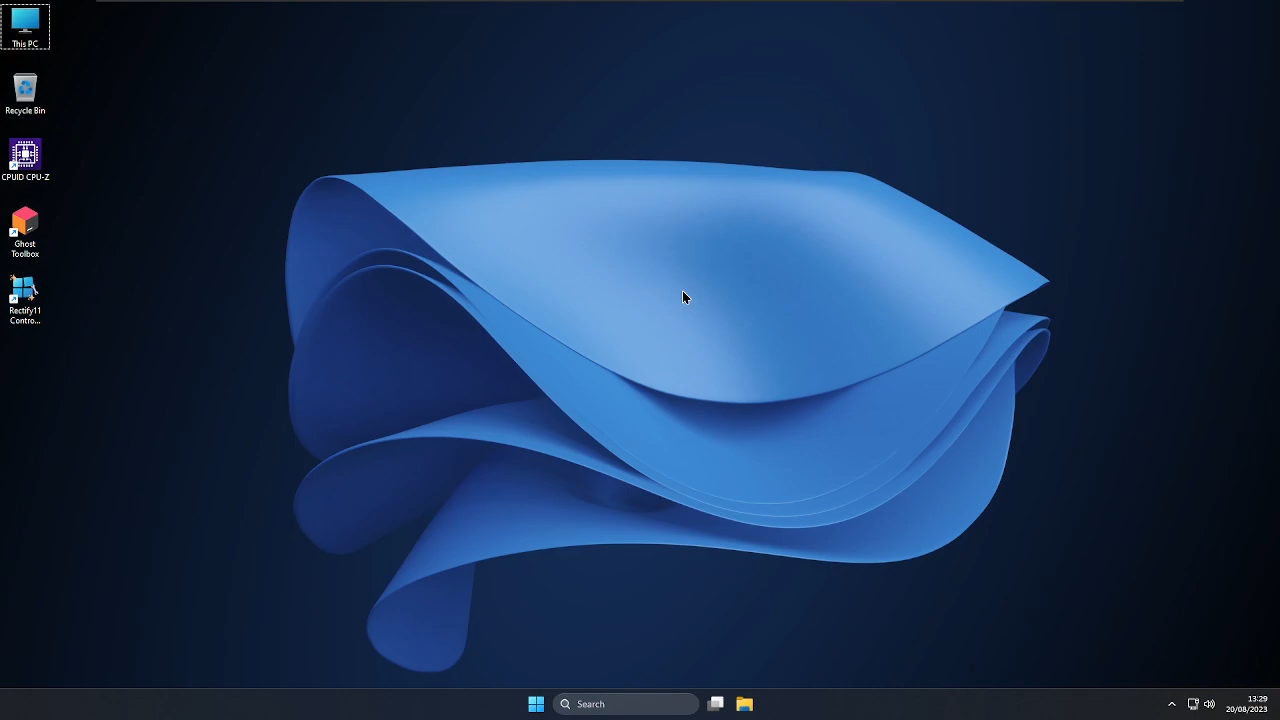 This PC
Recycle Bin
CPUID CPU-Z
Ghost
Toolbox
Rectify11
Contro...
Search
13:29
20/08/2023